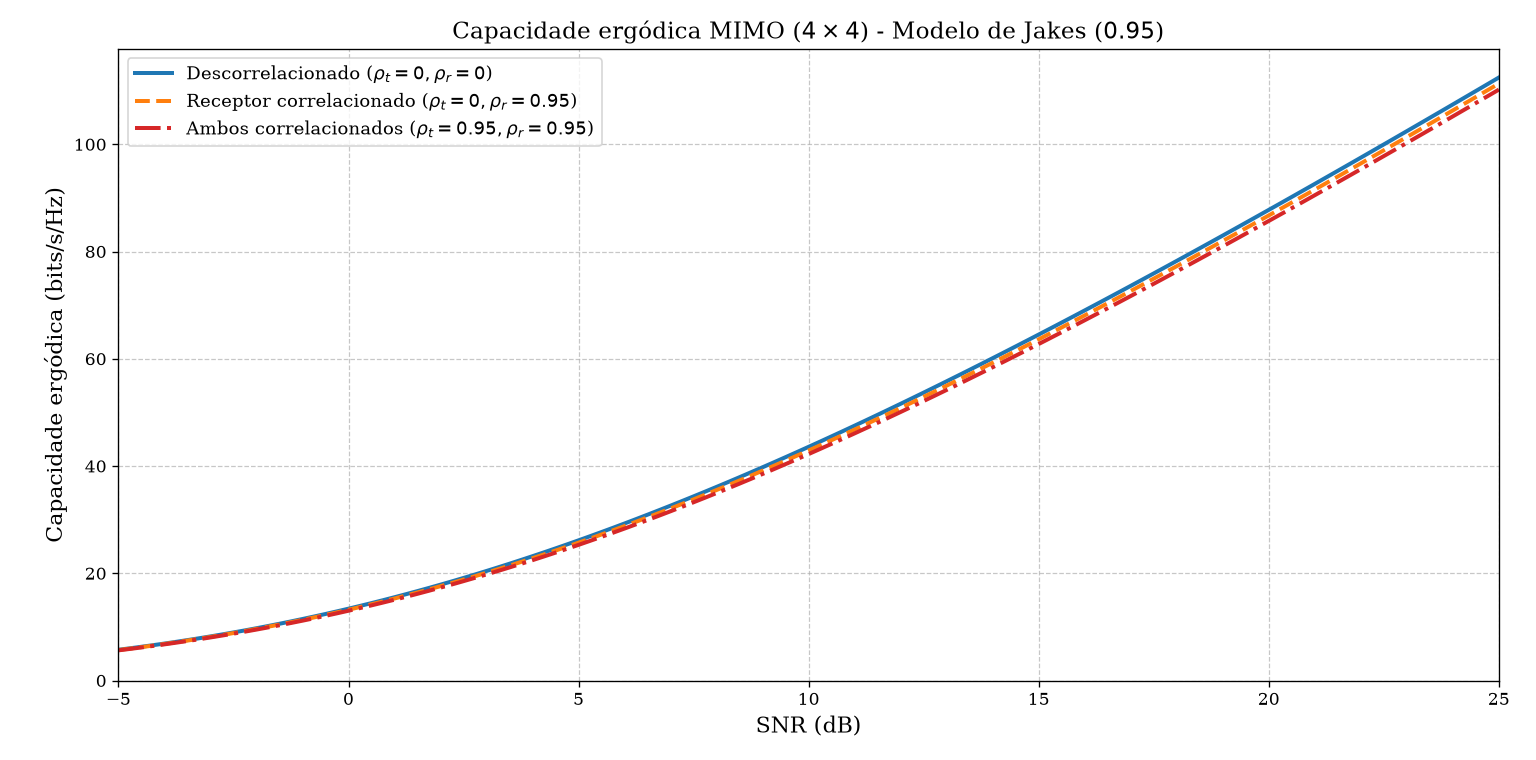 Capacidade ergódica MIMO (4 × 4) - Modelo de Jakes (0.95)
Descorrelacionado (ρt = 0, ρr = 0)
Receptor correlacionado (ρt = 0, ρr = 0.95)
Ambos correlacionados (ρt = 0.95, ρr = 0.95)
Capacidade ergódica (bits/s/Hz)
100
80
60
40
20
0
−5
0
5
10
15
20
25
SNR (dB)